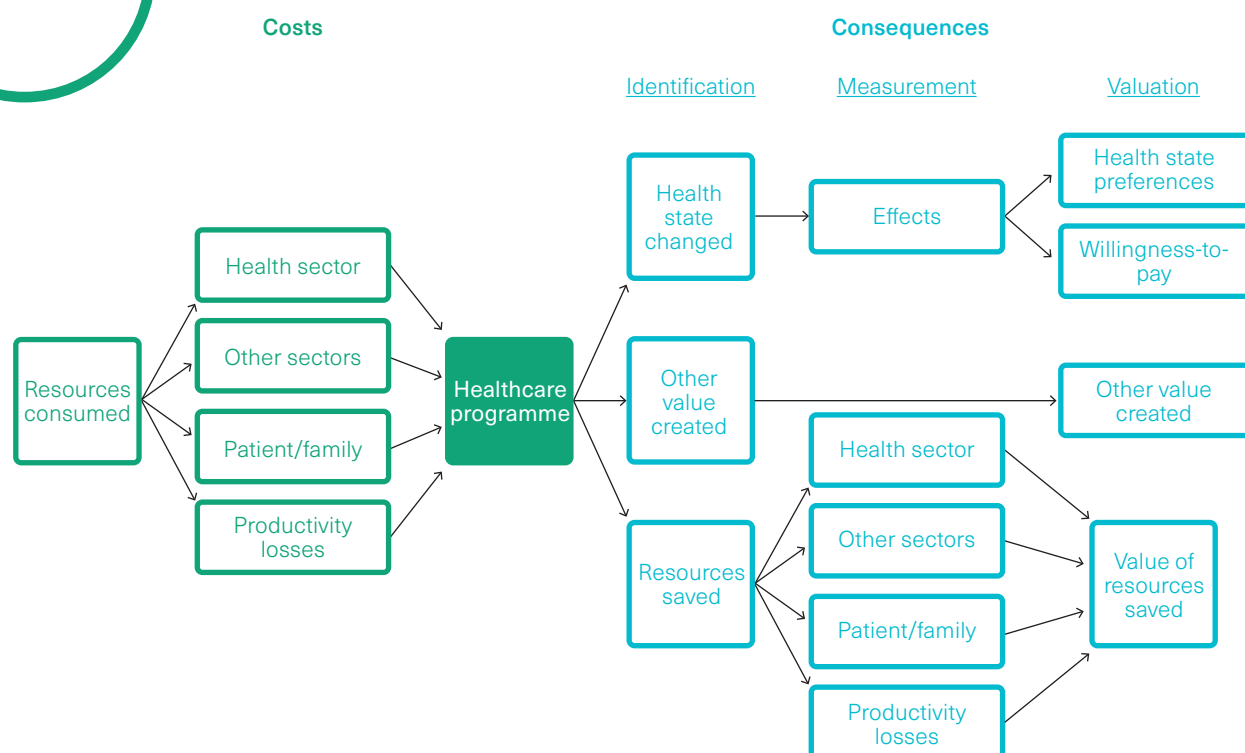 Costs
Consequences
Identification
Measurement
Valuation
Resources
consumed
Health sector
Other sectors
Patient/family
Productivity
losses
Healthcare
programme
Health
state
changed
Effects
Health state
preferences
Willingness-to-
pay
Other
value
created
Other value
created
Resources
saved
Health sector
Other sectors
Patient/family
Productivity
losses
Value of
resources
saved